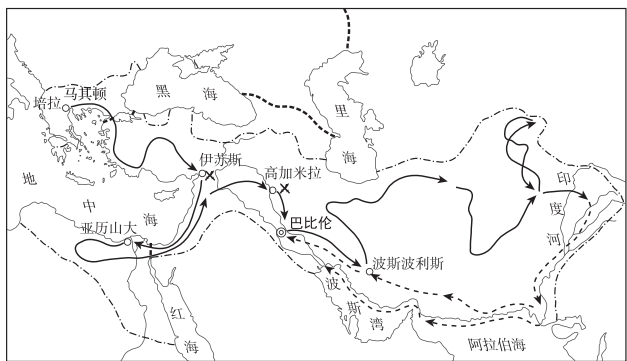 马其顿
培拉
黑海
里海
伊苏斯
高加米拉
地中海
亚历山大
巴比伦
印度河
波斯波利斯
波斯湾
红海
阿拉伯海